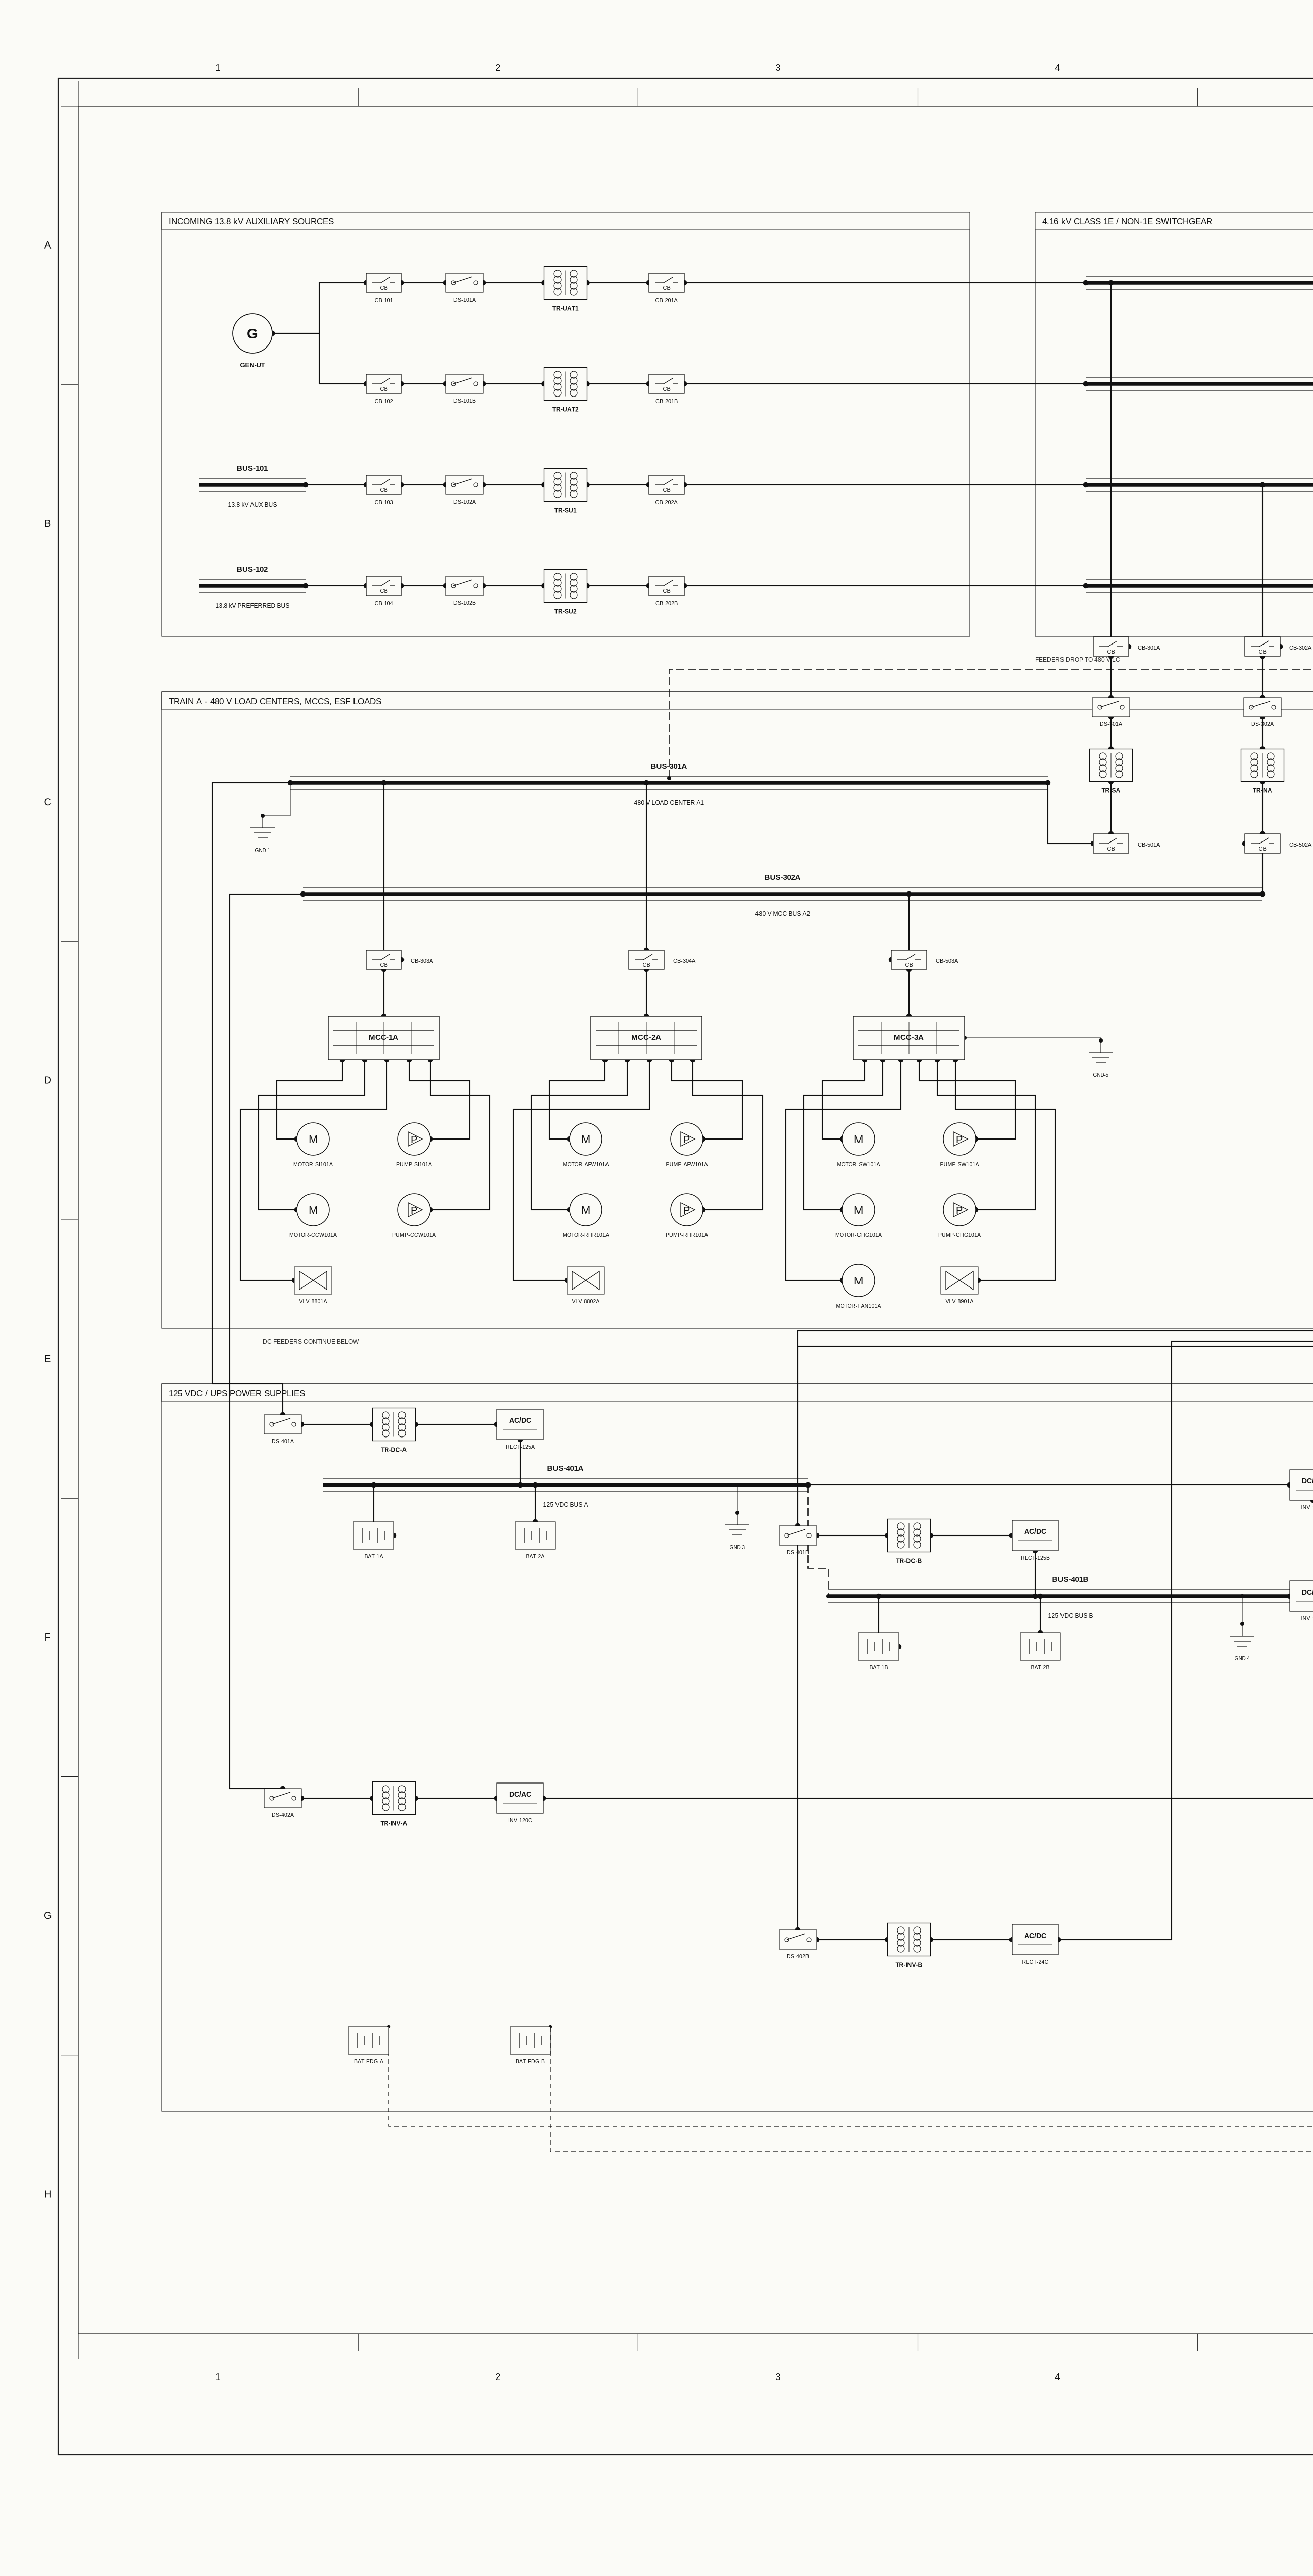 1 2 3 4
INCOMING 13.8 kV AUXILIARY SOURCES
4.16 kV CLASS 1E / NON-1E SWITCHGEAR
A
CB CB
CB-101 DS-101A TR-UAT1 CB-201A
G
GEN-UT
CB CB
CB-102 DS-101B TR-UAT2 CB-201B
BUS-101
CB CB
13.8 kV AUX BUS
CB-103 DS-102A TR-SU1 CB-202A
B
BUS-102
CB CB
13.8 kV PREFERRED BUS
CB-104 DS-102B TR-SU2 CB-202B
CB CB-301A CB CB-302A
FEEDERS DROP TO 480 V LC
TRAIN A - 480 V LOAD CENTERS, MCCS, ESF LOADS
DS-301A DS-302A
BUS-301A
TR-SA TR-NA
C
480 V LOAD CENTER A1
GND-1
CB CB-501A CB CB-502A
BUS-302A
480 V MCC BUS A2
CB CB-303A CB CB-304A CB CB-503A
MCC-1A MCC-2A MCC-3A
GND-5
D
M P M P M P
MOTOR-SI101A PUMP-SI101A MOTOR-AFW101A PUMP-AFW101A MOTOR-SW101A PUMP-SW101A
M P M P M P
MOTOR-CCW101A PUMP-CCW101A MOTOR-RHR101A PUMP-RHR101A MOTOR-CHG101A PUMP-CHG101A
M
VLV-8801A VLV-8802A MOTOR-FAN101A VLV-8901A
DC FEEDERS CONTINUE BELOW
E
125 VDC / UPS POWER SUPPLIES
AC/DC
DS-401A TR-DC-A RECT-125A
BUS-401A
DC/
125 VDC BUS A
INV-
BAT-1A BAT-2A GND-3
AC/DC
DS-401B TR-DC-B RECT-125B
BUS-401B
DC/
125 VDC BUS B
INV-
F
BAT-1B BAT-2B GND-4
DC/AC
DS-402A TR-INV-A INV-120C
G
AC/DC
DS-402B TR-INV-B RECT-24C
BAT-EDG-A BAT-EDG-B
H
1 2 3 4